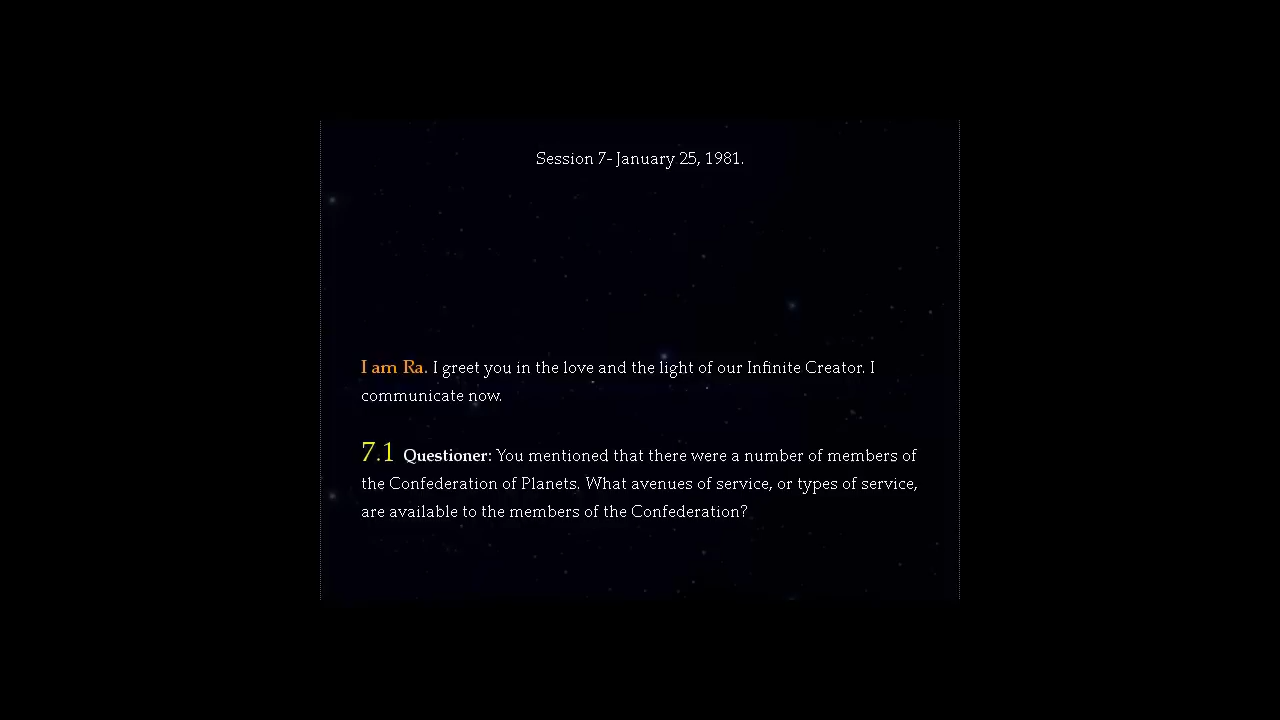 Session 7- January 25, 1981.
I am Ra. I greet you in the love and the light of our Infinite Creator. I
communicate now.
7.1 Questioner: You mentioned that there were a number of members of
the Confederation of Planets. What avenues of service, or types of service,
are available to the members of the Confederation?